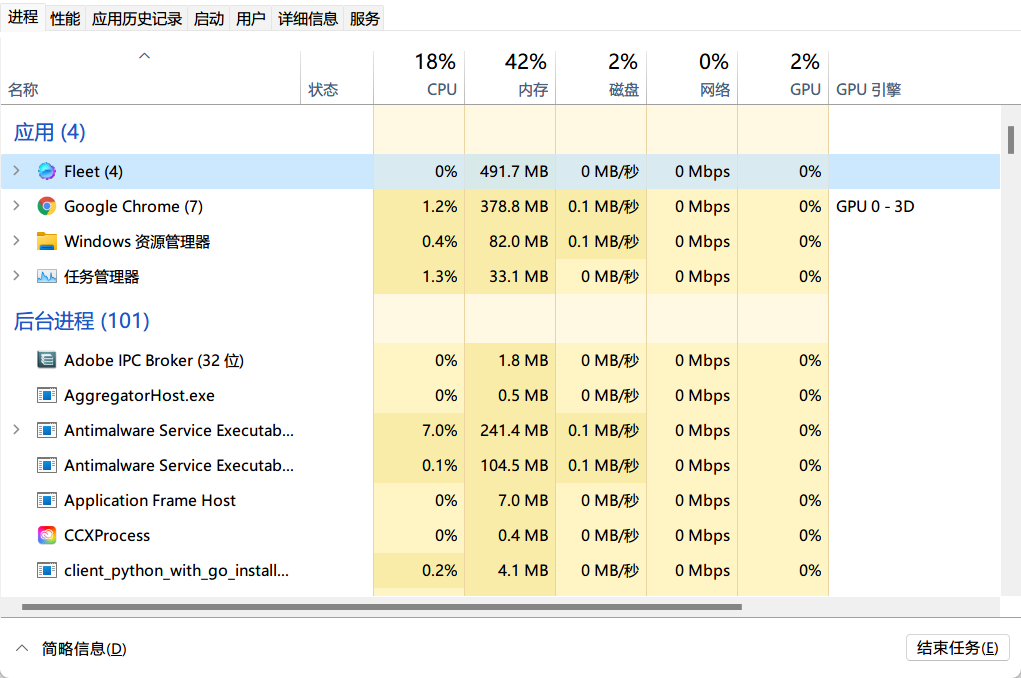 进程 性能 应用历史记录 启动 用户 详细信息 服务
18% 42% 2% 0% 2%
名称 状态 CPU 内存 磁盘 网络 GPU GPU 引擎
应用 (4)
Fleet (4) 0% 491.7 MB 0 MB/秒 0 Mbps 0%
Google Chrome (7) 1.2% 378.8 MB 0.1 MB/秒 0 Mbps 0% GPU 0 - 3D
Windows 资源管理器 0.4% 82.0 MB 0.1 MB/秒 0 Mbps 0%
任务管理器 1.3% 33.1 MB 0 MB/秒 0 Mbps 0%
后台进程 (101)
Adobe IPC Broker (32 位) 0% 1.8 MB 0 MB/秒 0 Mbps 0%
AggregatorHost.exe 0% 0.5 MB 0 MB/秒 0 Mbps 0%
Antimalware Service Executab... 7.0% 241.4 MB 0.1 MB/秒 0 Mbps 0%
Antimalware Service Executab... 0.1% 104.5 MB 0.1 MB/秒 0 Mbps 0%
Application Frame Host 0% 7.0 MB 0 MB/秒 0 Mbps 0%
CCXProcess 0% 0.4 MB 0 MB/秒 0 Mbps 0%
client_python_with_go_install... 0.2% 4.1 MB 0 MB/秒 0 Mbps 0%
简略信息(D) 结束任务(E)